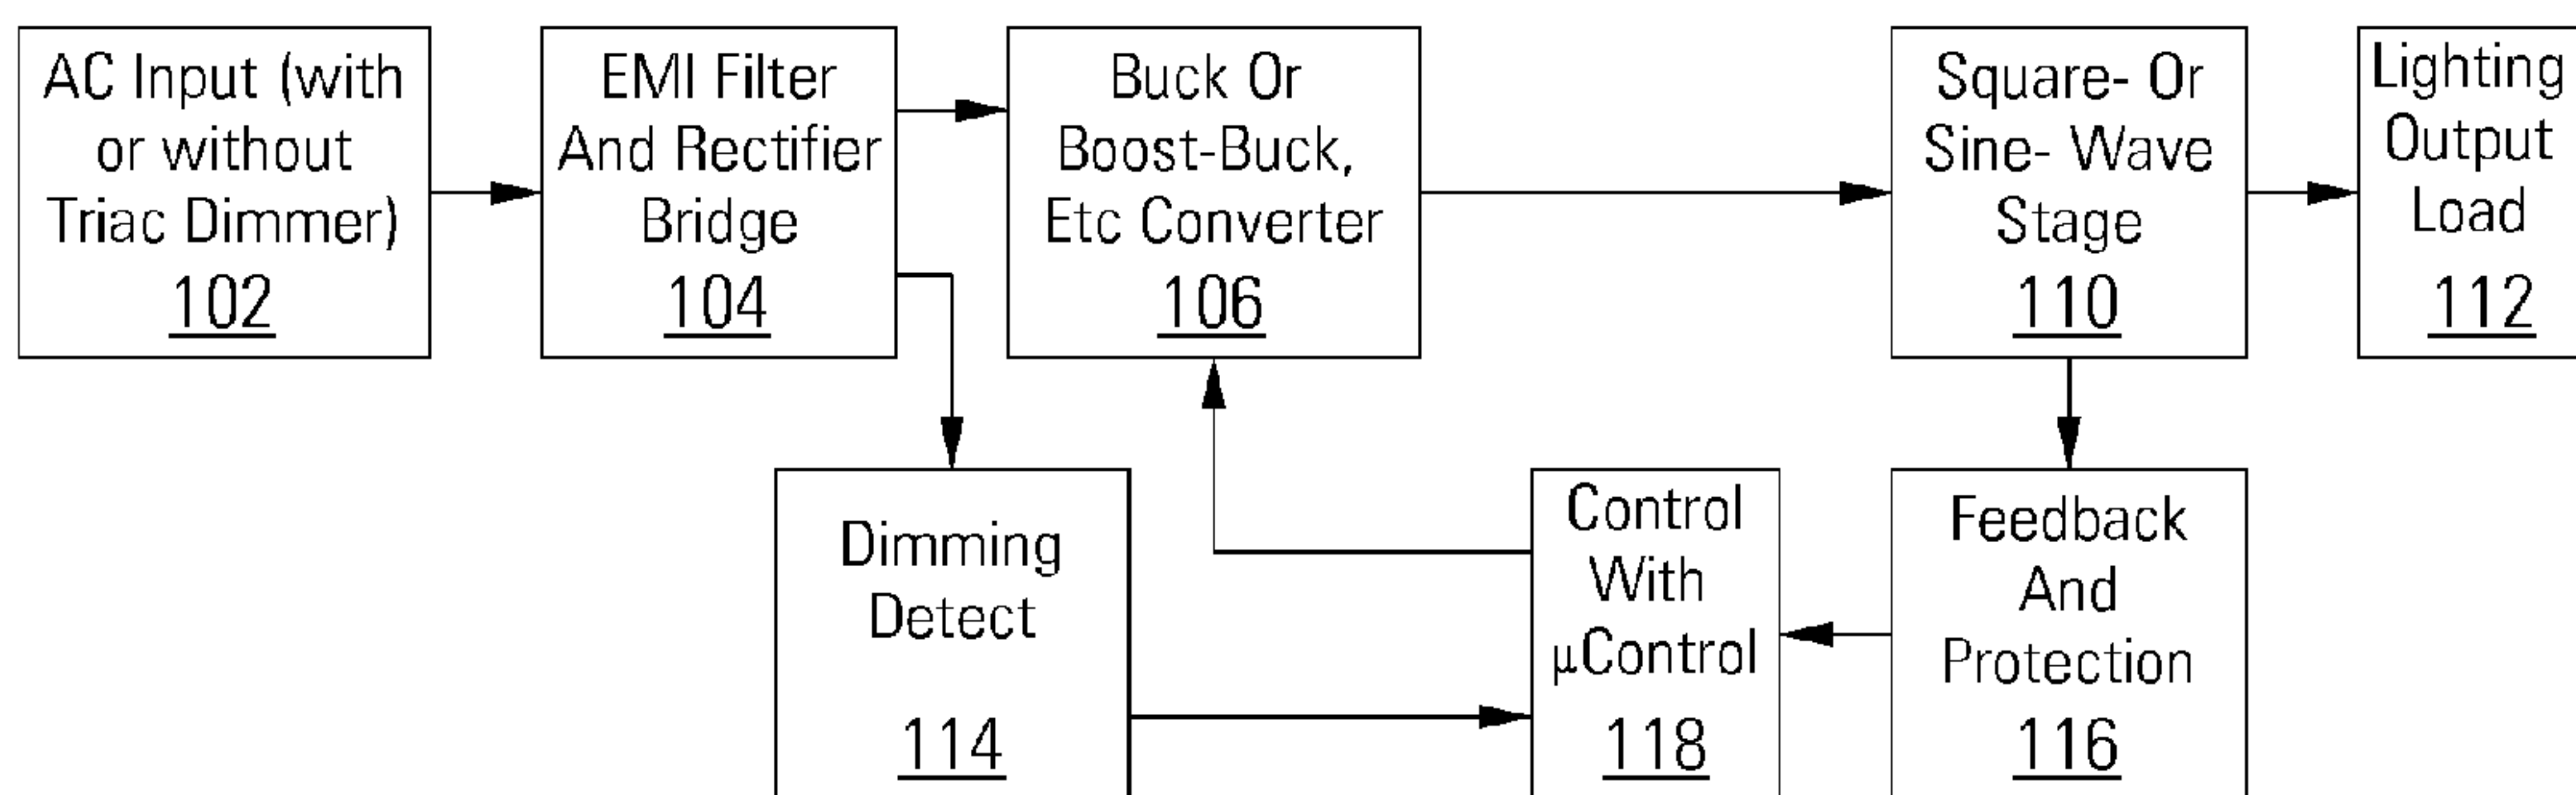 AC Input (with
or without
Triac Dimmer)
102
EMI Filter
And Rectifier
Bridge
104
Buck Or
Boost-Buck,
Etc Converter
106
Square- Or
Sine- Wave
Stage
110
Lighting
Output
Load
112
Dimming
Detect
114
Control
With
μControl
118
Feedback
And
Protection
116